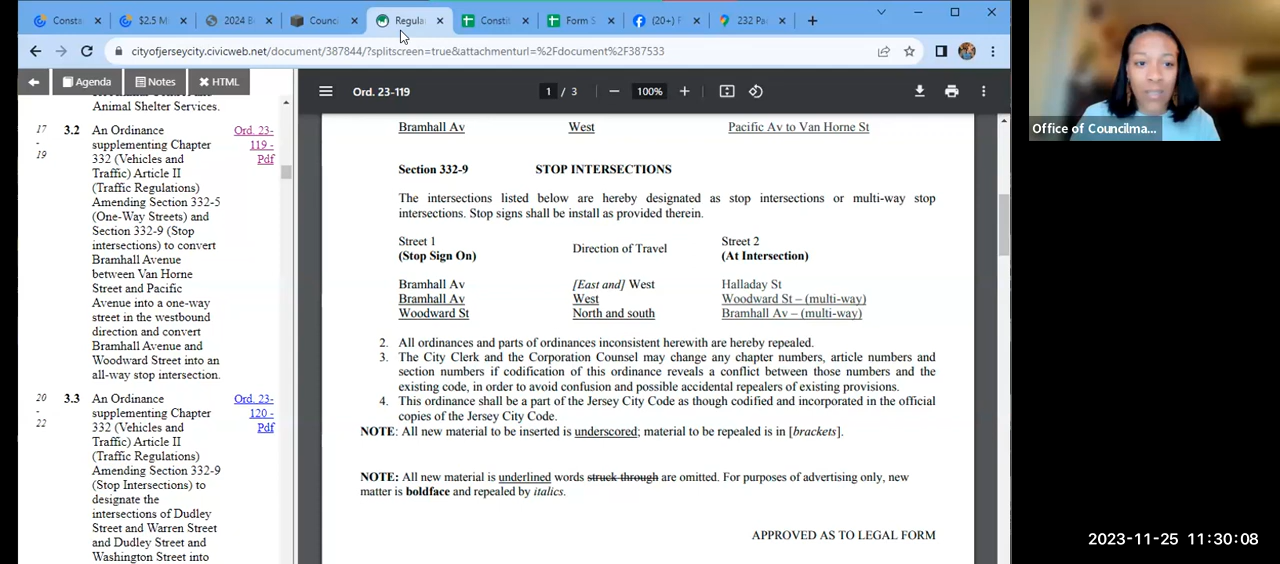 Consta
$2.5 Mi
2024 B
Counci
Regula
Constit
Form S
(20+) F
232 Pa
cityofjerseycity.civicweb.net/document/387844/?splitscreen=true&attachmenturl=%2Fdocument%2F387533
Agenda
Notes
HTML
Ord. 23-119
1 / 3
100%
Animal Shelter Services.
17
-
19
3.2
An Ordinance
supplementing Chapter
332 (Vehicles and
Traffic) Article II
(Traffic Regulations)
Amending Section 332-5
(One-Way Streets) and
Section 332-9 (Stop
intersections) to convert
Bramhall Avenue
between Van Horne
Street and Pacific
Avenue into a one-way
street in the westbound
direction and convert
Bramhall Avenue and
Woodward Street into an
all-way stop intersection.
Ord. 23-
119 -
Pdf
20
-
22
3.3
An Ordinance
supplementing Chapter
332 (Vehicles and
Traffic) Article II
(Traffic Regulations)
Amending Section 332-9
(Stop Intersections) to
designate the
intersections of Dudley
Street and Warren Street
and Dudley Street and
Washington Street into
Ord. 23-
120 -
Pdf
Bramhall Av West Pacific Av to Van Horne St
Section 332-9 STOP INTERSECTIONS
The intersections listed below are hereby designated as stop intersections or multi-way stop
intersections. Stop signs shall be install as provided therein.
Street 1 Direction of Travel Street 2
(Stop Sign On) (At Intersection)
Bramhall Av [East and] West Halladay St
Bramhall Av West Woodward St – (multi-way)
Woodward St North and south Bramhall Av – (multi-way)
2. All ordinances and parts of ordinances inconsistent herewith are hereby repealed.
3. The City Clerk and the Corporation Counsel may change any chapter numbers, article numbers and
section numbers if codification of this ordinance reveals a conflict between those numbers and the
existing code, in order to avoid confusion and possible accidental repealers of existing provisions.
4. This ordinance shall be a part of the Jersey City Code as though codified and incorporated in the official
copies of the Jersey City Code.
NOTE: All new material to be inserted is underscored; material to be repealed is in [brackets].
NOTE: All new material is underlined words struck through are omitted. For purposes of advertising only, new
matter is boldface and repealed by italics.
APPROVED AS TO LEGAL FORM
Office of Councilma...
2023-11-25 11:30:08